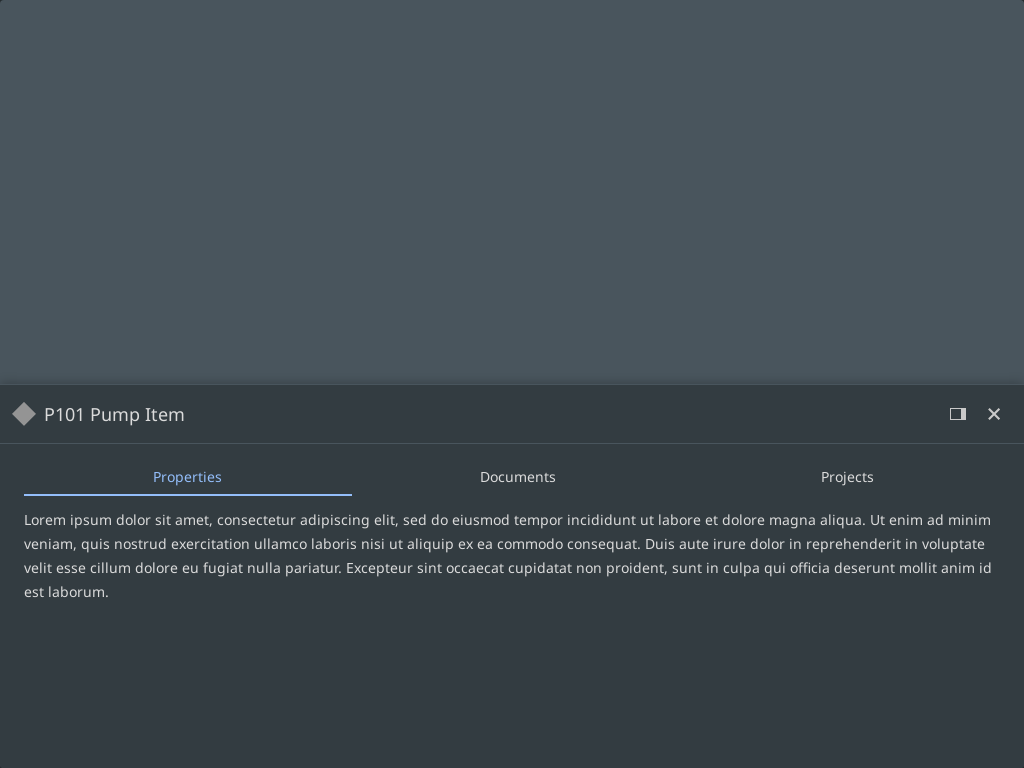 P101 Pump Item
Properties
Documents
Projects
Lorem ipsum dolor sit amet, consectetur adipiscing elit, sed do eiusmod tempor incididunt ut labore et dolore magna aliqua. Ut enim ad minim
veniam, quis nostrud exercitation ullamco laboris nisi ut aliquip ex ea commodo consequat. Duis aute irure dolor in reprehenderit in voluptate
velit esse cillum dolore eu fugiat nulla pariatur. Excepteur sint occaecat cupidatat non proident, sunt in culpa qui officia deserunt mollit anim id
est laborum.